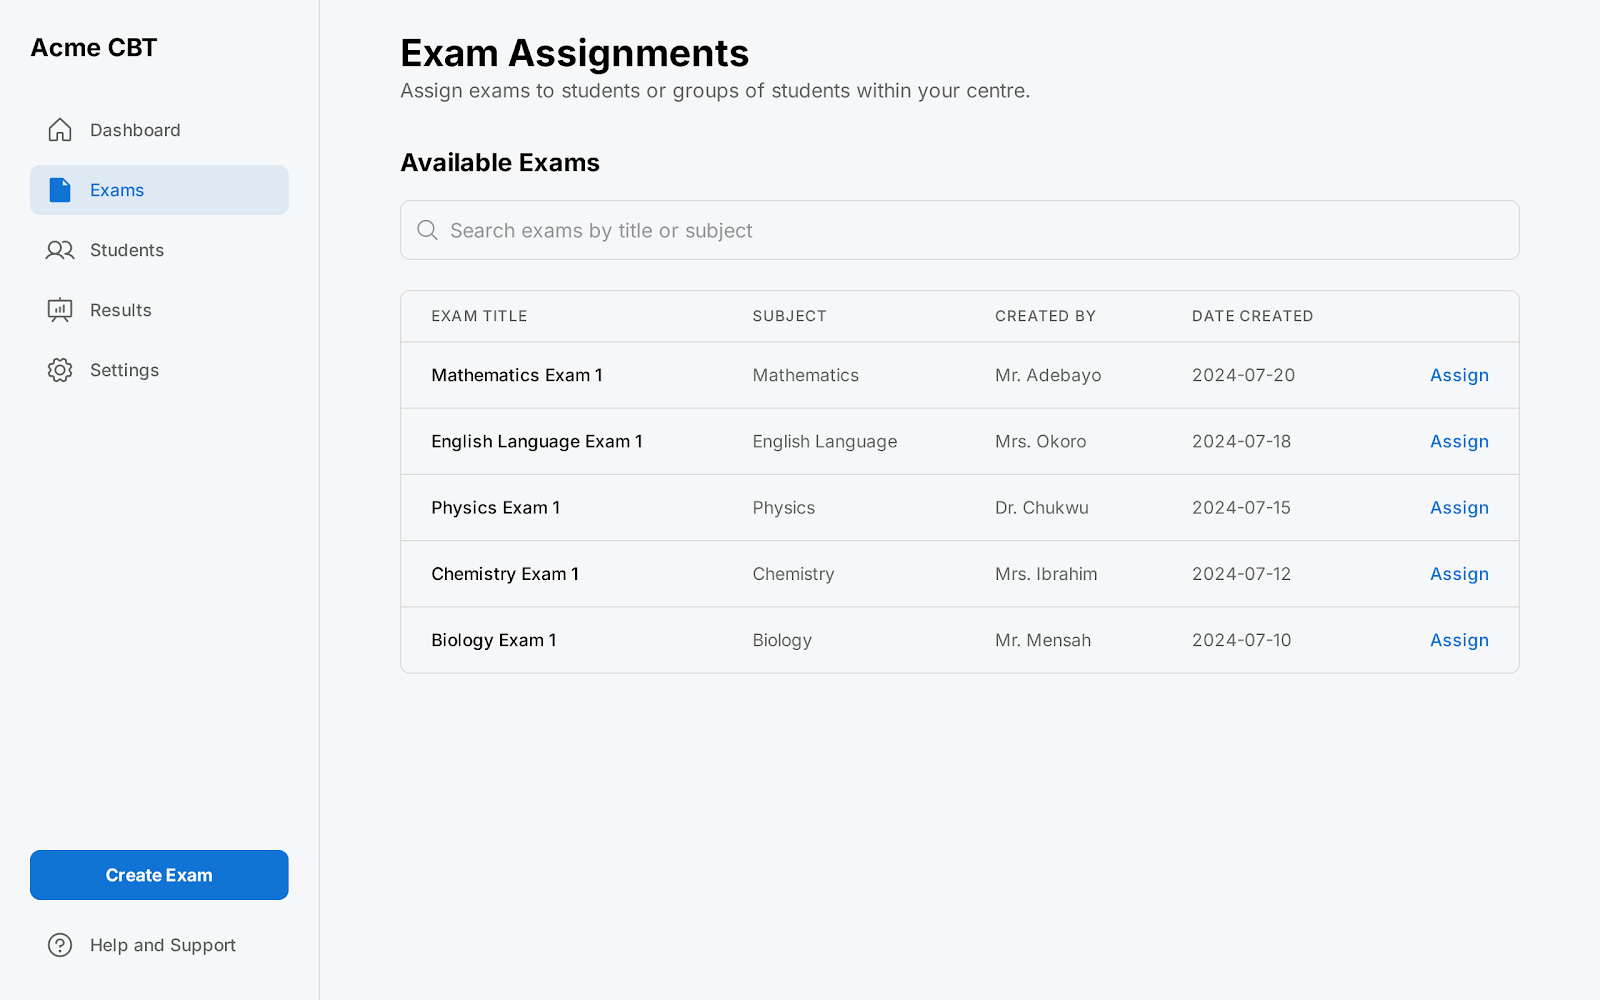 Acme CBT
Dashboard
Exams
Students
Results
Settings
Create Exam
Help and Support
Exam Assignments
Assign exams to students or groups of students within your centre.
Available Exams
Search exams by title or subject
EXAM TITLE SUBJECT CREATED BY DATE CREATED
Mathematics Exam 1 Mathematics Mr. Adebayo 2024-07-20 Assign
English Language Exam 1 English Language Mrs. Okoro 2024-07-18 Assign
Physics Exam 1 Physics Dr. Chukwu 2024-07-15 Assign
Chemistry Exam 1 Chemistry Mrs. Ibrahim 2024-07-12 Assign
Biology Exam 1 Biology Mr. Mensah 2024-07-10 Assign